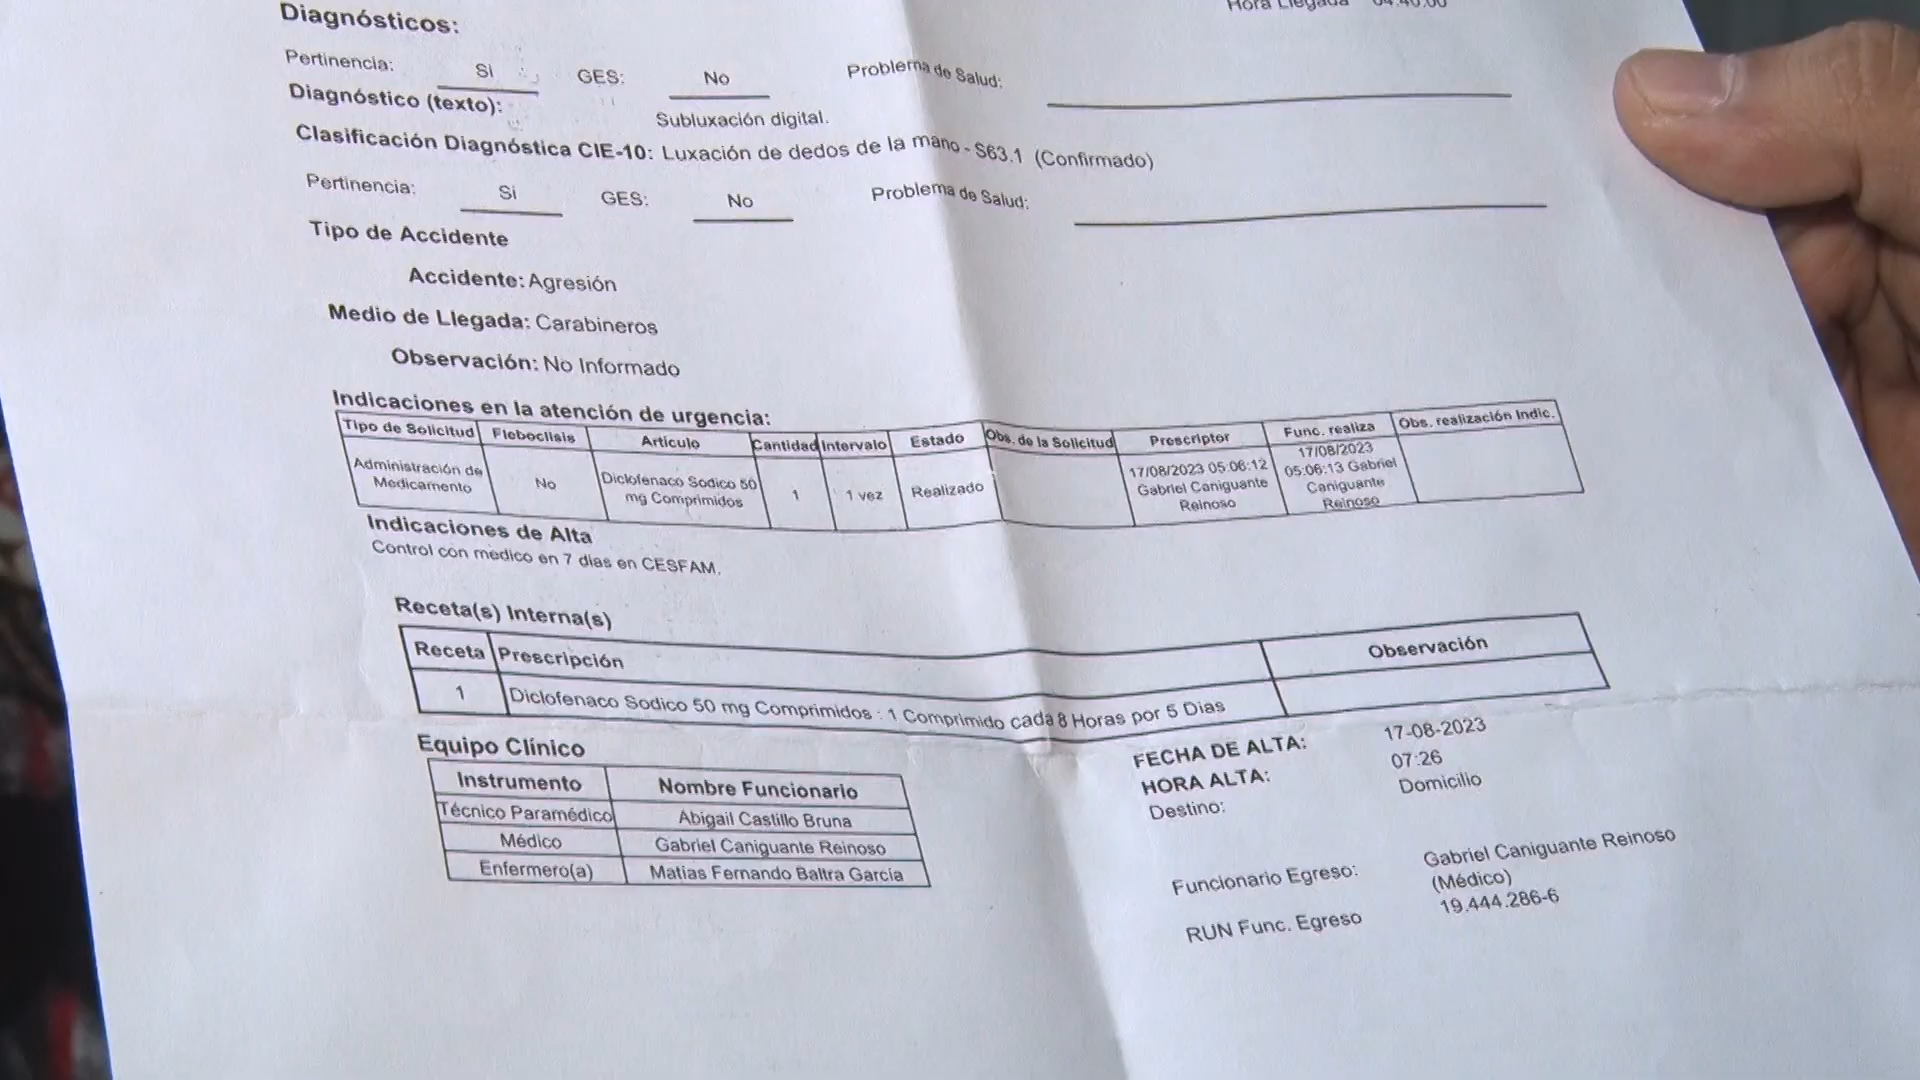 Hora Llegada 04:40:00
Diagnósticos:
Pertinencia: Si GES: No Problema de Salud:
Diagnóstico (texto): Subluxación digital.
Clasificación Diagnóstica CIE-10: Luxación de dedos de la mano - S63.1 (Confirmado)
Pertinencia: Si GES: No Problema de Salud:
Tipo de Accidente
Accidente: Agresión
Medio de Llegada: Carabineros
Observación: No Informado
Indicaciones en la atención de urgencia:
Tipo de Solicitud Fleboclisis Artículo Cantidad Intervalo Estado Obs. de la Solicitud Prescriptor Func. realiza Obs. realización Indic.
Administración de Medicamento No Diclofenaco Sodico 50 mg Comprimidos 1 1 vez Realizado 17/08/2023 05:06:12 Gabriel Caniguante Reinoso 17/08/2023 05:06:13 Gabriel Caniguante Reinoso
Indicaciones de Alta
Control con medico en 7 dias en CESFAM.
Receta(s) Interna(s)
Receta Prescripción Observación
1 Diclofenaco Sodico 50 mg Comprimidos : 1 Comprimido cada 8 Horas por 5 Dias
Equipo Clínico
Instrumento Nombre Funcionario
Técnico Paramédico Abigail Castillo Bruna
Médico Gabriel Caniguante Reinoso
Enfermero(a) Matías Fernando Baltra García
FECHA DE ALTA: 17-08-2023
HORA ALTA: 07:26
Destino: Domicilio
Funcionario Egreso: Gabriel Caniguante Reinoso
(Médico)
RUN Func. Egreso 19.444.286-6